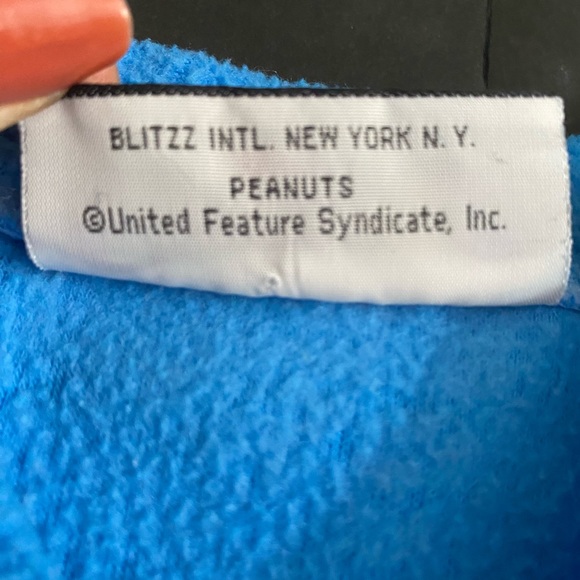 BLITZZ INTL. NEW YORK N. Y.
PEANUTS
©United Feature Syndicate, Inc.